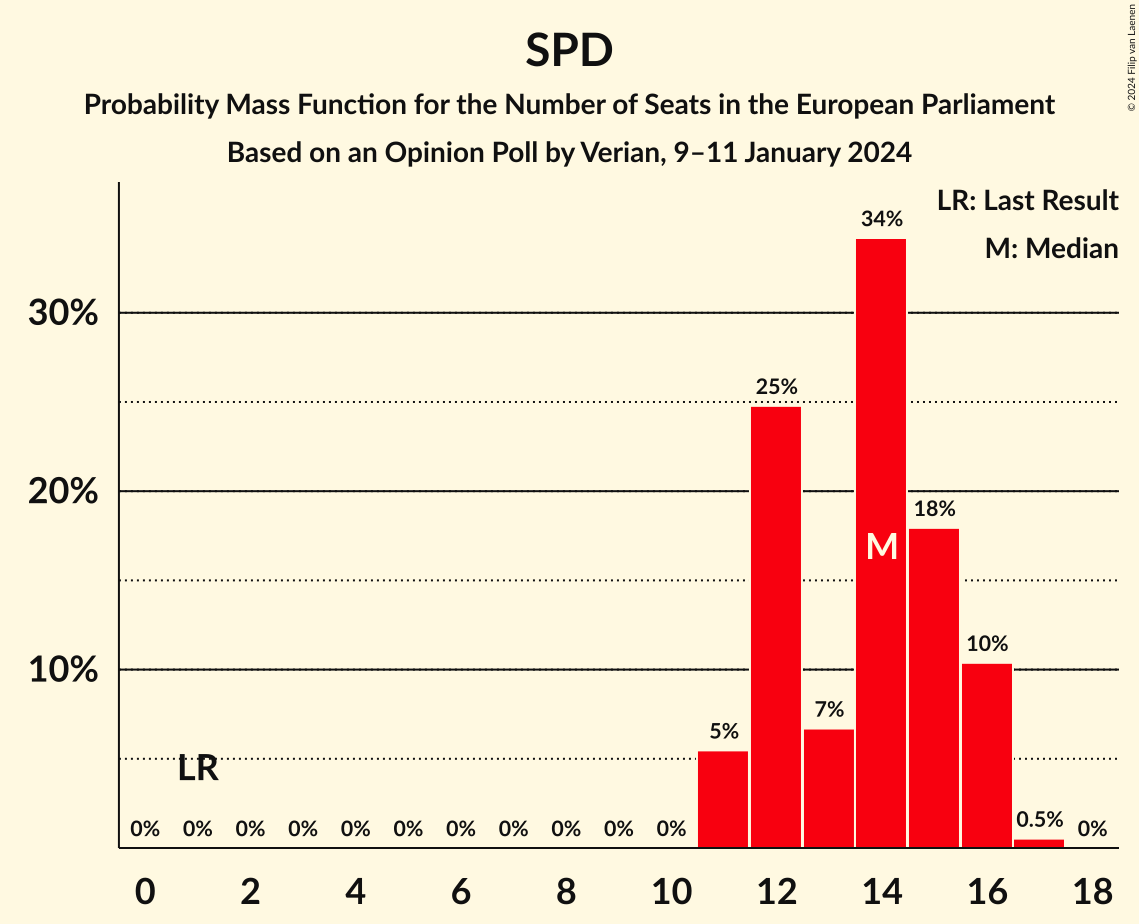 SPD
Probability Mass Function for the Number of Seats in the European Parliament
Based on an Opinion Poll by Verian, 9–11 January 2024
© 2024 Filip van Laenen
LR: Last Result
M: Median
34%
30%
25%
20%
18%
M
10%
10%
7%
5%
LR
0% 0% 0% 0% 0% 0% 0% 0% 0% 0% 0% 0.5% 0%
0 2 4 6 8 10 12 14 16 18